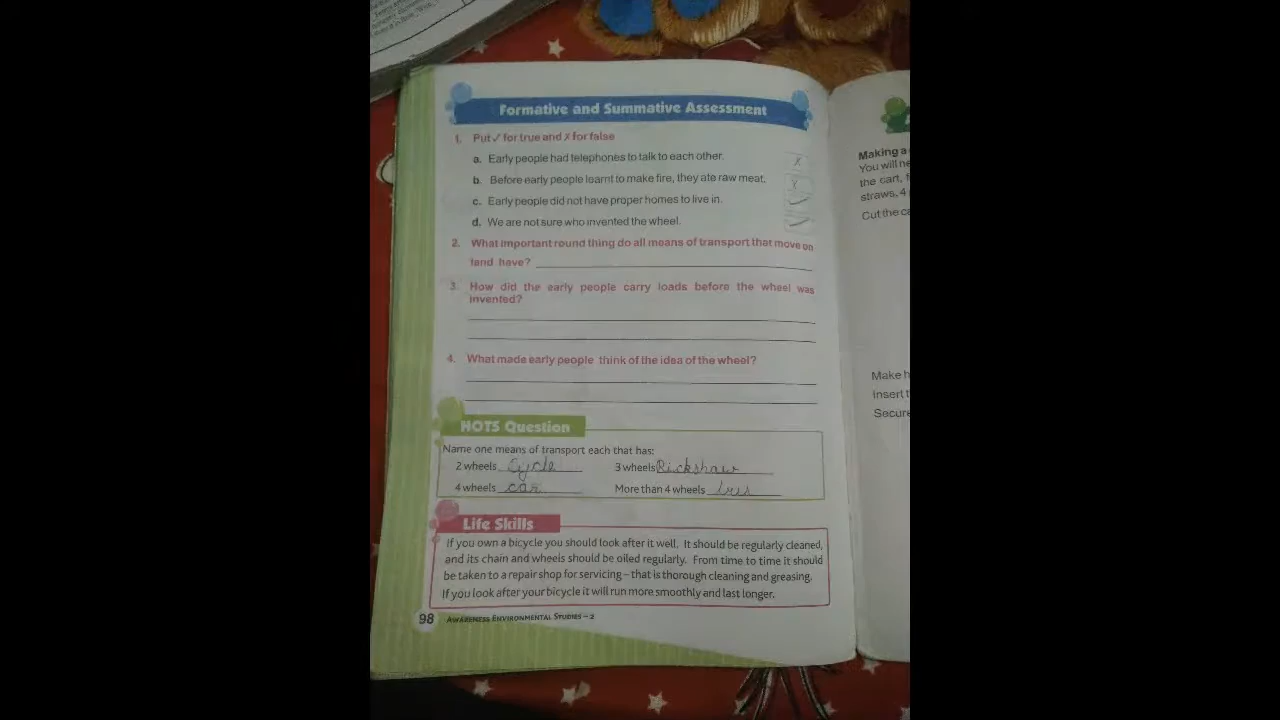 Formative and Summative Assessment
1. Put ✓ for true and ✗ for false
a. Early people had telephones to talk to each other. ✗
b. Before early people learnt to make fire, they ate raw meat. ✗
c. Early people did not have proper homes to live in. ✓
d. We are not sure who invented the wheel. ✓
2. What important round thing do all means of transport that move on
land have?
3. How did the early people carry loads before the wheel was
invented?
4. What made early people think of the idea of the wheel?
HOTS Question
Name one means of transport each that has:
2 wheels Cycle 3 wheels Rickshaw
4 wheels car More than 4 wheels bus
Life Skills
If you own a bicycle you should look after it well. It should be regularly cleaned,
and its chain and wheels should be oiled regularly. From time to time it should
be taken to a repair shop for servicing – that is thorough cleaning and greasing.
If you look after your bicycle it will run more smoothly and last longer.
98 AWARENESS ENVIRONMENTAL STUDIES – 2
Making a
You will ne
the cart, f
straws, 4
Cut the ca
Make h
Insert t
Secure